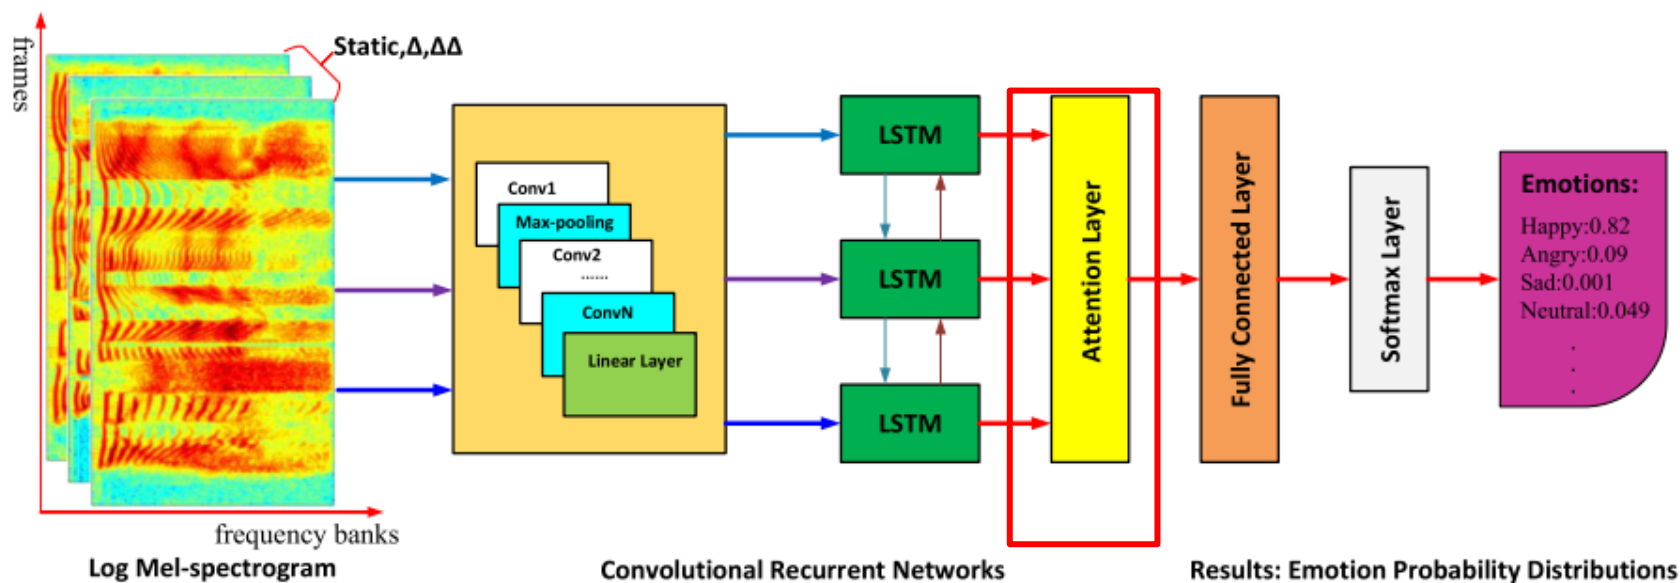 frames
Static,Δ,ΔΔ
frequency banks
Log Mel-spectrogram
Conv1
Max-pooling
Conv2
......
ConvN
Linear Layer
LSTM
LSTM
LSTM
Attention Layer
Fully Connected Layer
Softmax Layer
Emotions:
Happy:0.82
Angry:0.09
Sad:0.001
Neutral:0.049
.
.
.
Convolutional Recurrent Networks
Results: Emotion Probability Distributions